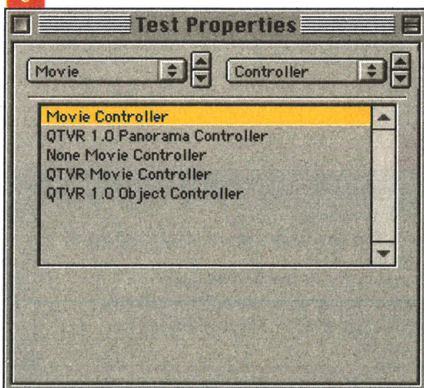 Test Properties
Movie Controller
Movie Controller
QTVR 1.0 Panorama Controller
None Movie Controller
QTVR Movie Controller
QTVR 1.0 Object Controller